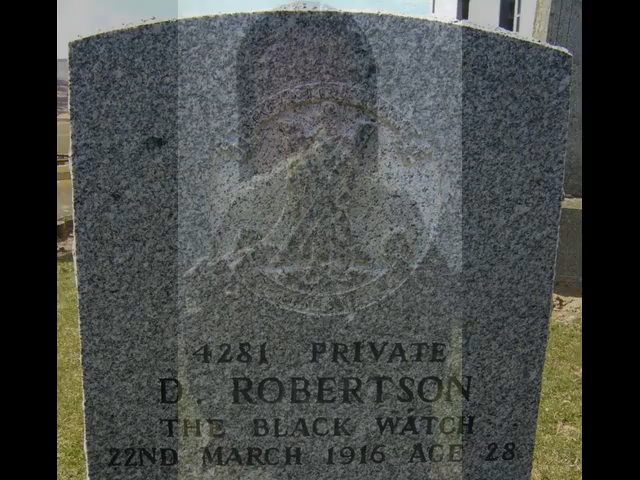 4281 PRIVATE
D. ROBERTSON
THE BLACK WATCH
22ND MARCH 1916 AGE 28